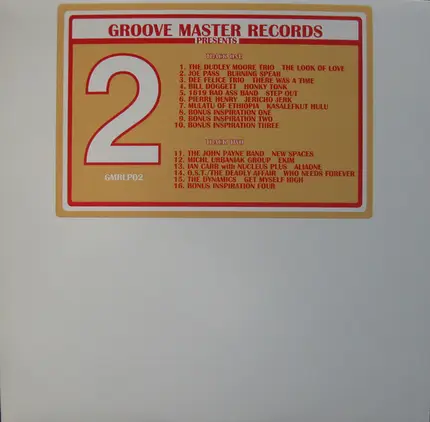 GROOVE MASTER RECORDS
PRESENTS
2
GMRLP02
TRACK ONE
1. THE DUDLEY MOORE TRIO THE LOOK OF LOVE
2. JOE PASS BURNING SPEAR
3. DEE FELICE TRIO THERE WAS A TIME
4. BILL DOGGETT HONKY TONK
5. 1619 BAD ASS BAND STEP OUT
6. PIERRE HENRY JERICHO JERK
7. MULATU OF ETHIOPIA KASALEFKUT HULU
8. BONUS INSPIRATION ONE
9. BONUS INSPIRATION TWO
10. BONUS INSPIRATION THREE
TRACK TWO
11. THE JOHN PAYNE BAND NEW SPACES
12. MICHL URBANIAK GROUP EKIM
13. IAN CARR with NUCLEUS PLUS ALIADNE
14. O.S.T./THE DEADLY AFFAIR WHO NEEDS FOREVER
15. THE DYNAMICS GET MYSELF HIGH
16. BONUS INSPIRATION FOUR